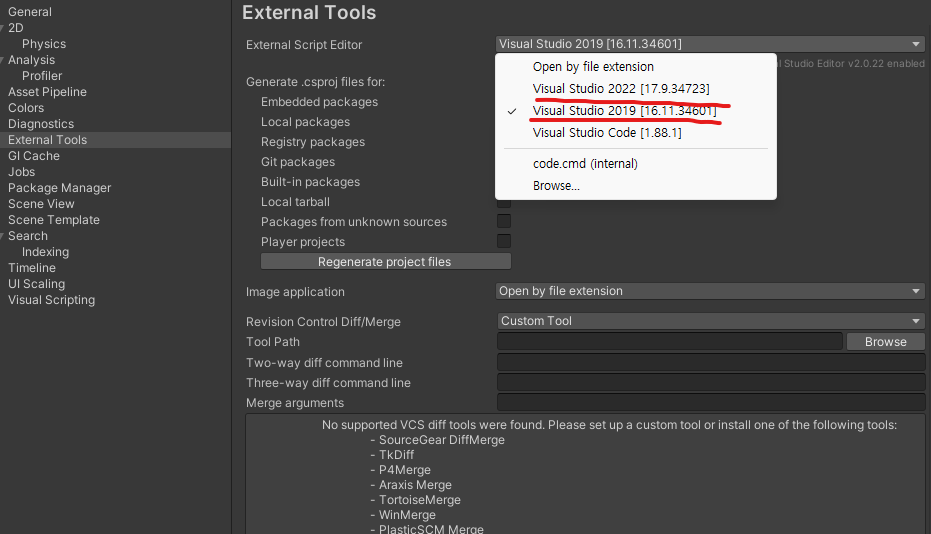 General
2D
Physics
Analysis
Profiler
Asset Pipeline
Colors
Diagnostics
External Tools
GI Cache
Jobs
Package Manager
Scene View
Scene Template
Search
Indexing
Timeline
UI Scaling
Visual Scripting
External Tools
External Script Editor
Visual Studio 2019 [16.11.34601]
Open by file extension
Visual Studio 2022 [17.9.34723]
Visual Studio 2019 [16.11.34601]
Visual Studio Code [1.88.1]
code.cmd (internal)
Browse...
Studio Editor v2.0.22 enabled
Generate .csproj files for:
Embedded packages
Local packages
Registry packages
Git packages
Built-in packages
Local tarball
Packages from unknown sources
Player projects
Regenerate project files
Image application
Open by file extension
Revision Control Diff/Merge
Custom Tool
Tool Path
Browse
Two-way diff command line
Three-way diff command line
Merge arguments
No supported VCS diff tools were found. Please set up a custom tool or install one of the following tools:
- SourceGear DiffMerge
- TkDiff
- P4Merge
- Araxis Merge
- TortoiseMerge
- WinMerge
- PlasticSCM Merge